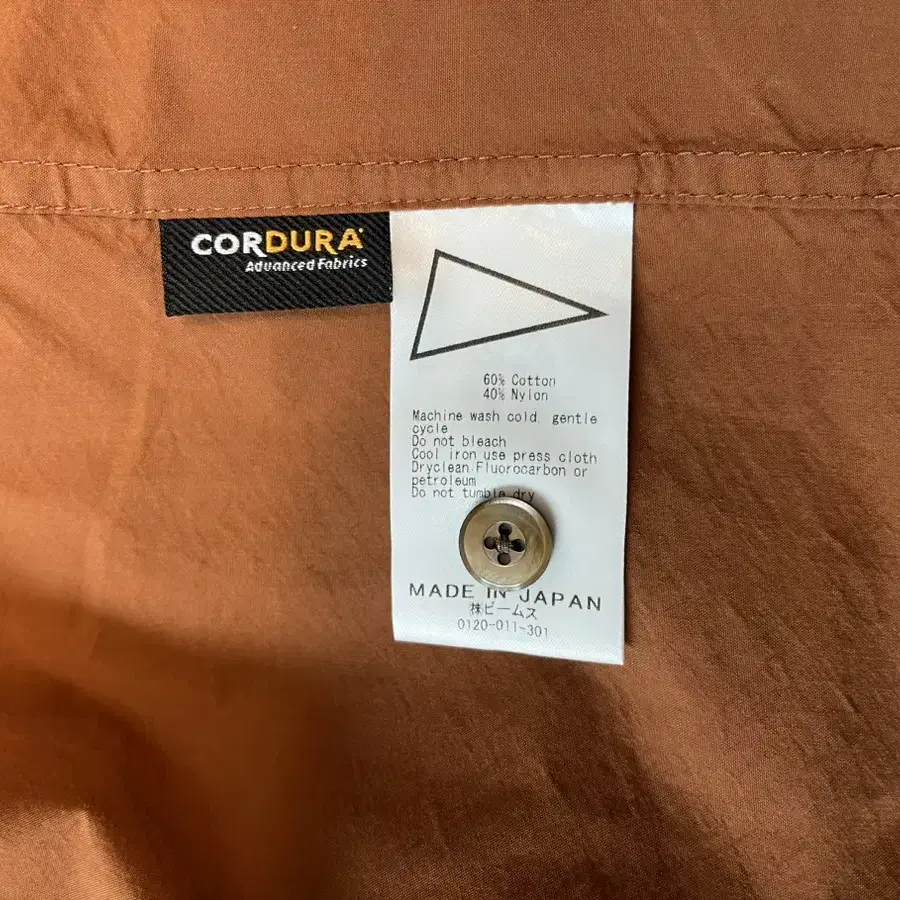 CORDURA
Advanced Fabrics
60% Cotton
40% Nylon
Machine wash cold. gentle
cycle
Do not bleach
Cool iron use press cloth
Dryclean:Fluorocarbon or
petroleum
Do not tumble dry
MADE IN JAPAN
㈱ビームス
0120-011-301